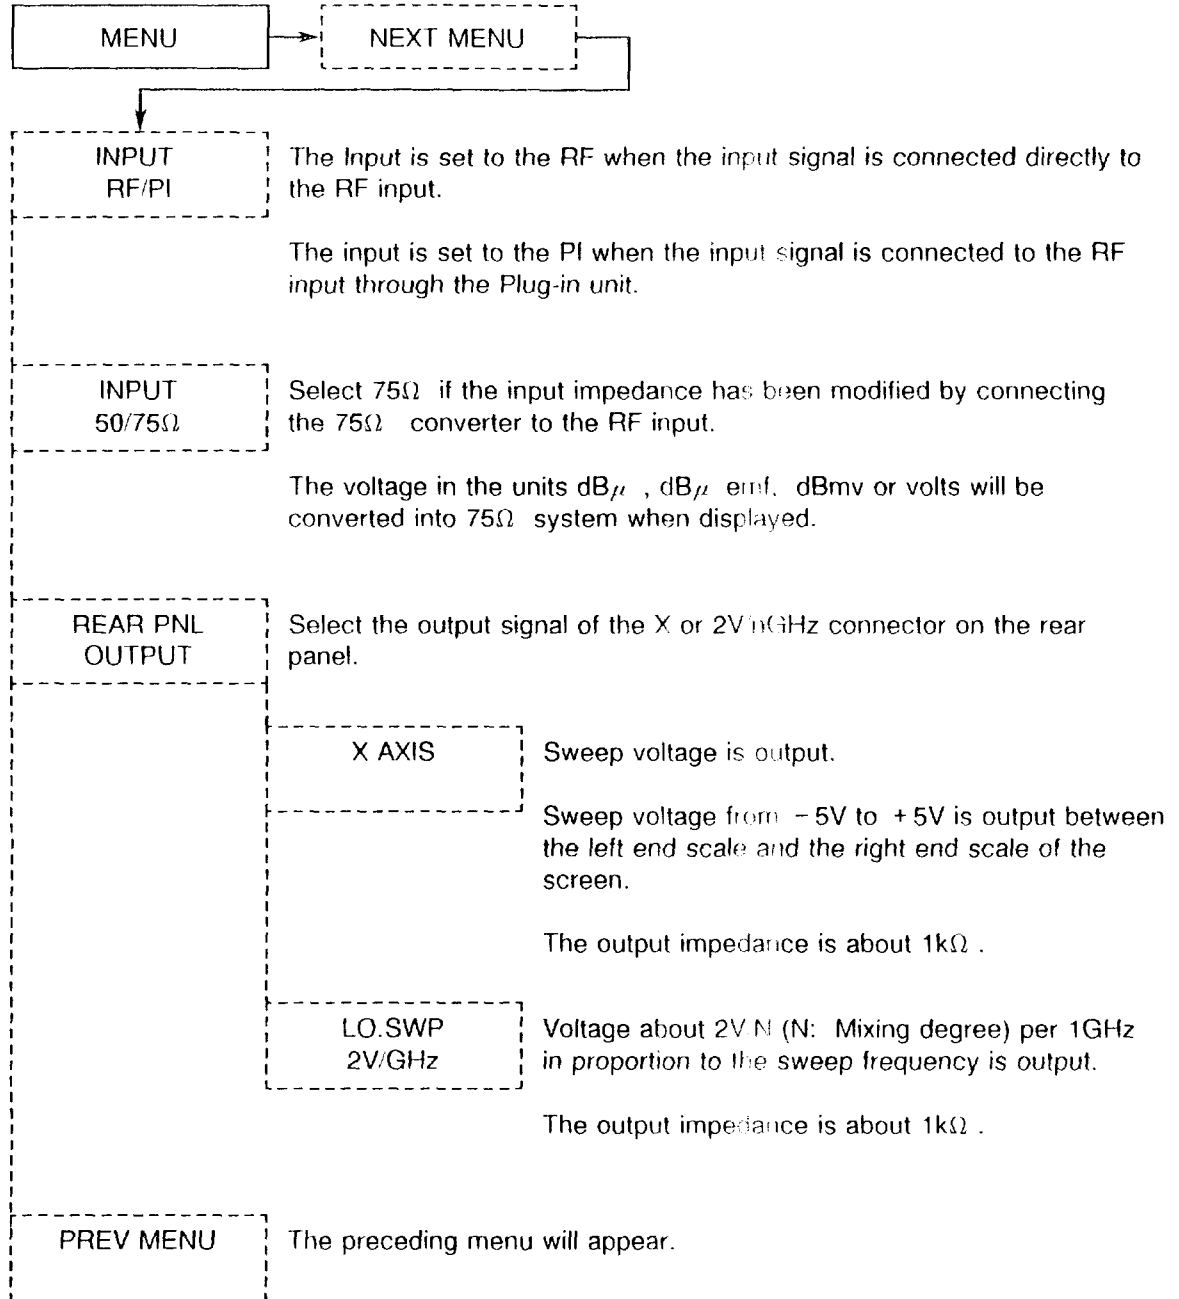 MENU
NEXT MENU
INPUT
RF/PI
The Input is set to the RF when the input signal is connected directly to
the RF input.
The input is set to the PI when the input signal is connected to the RF
input through the Plug-in unit.
INPUT
50/75Ω
Select 75Ω if the input impedance has been modified by connecting
the 75Ω converter to the RF input.
The voltage in the units dBμ , dBμ emf. dBmv or volts will be
converted into 75Ω system when displayed.
REAR PNL
OUTPUT
Select the output signal of the X or 2V/nGHz connector on the rear
panel.
X AXIS
Sweep voltage is output.
Sweep voltage from −5V to +5V is output between
the left end scale and the right end scale of the
screen.
The output impedance is about 1kΩ .
LO.SWP
2V/GHz
Voltage about 2V/N (N: Mixing degree) per 1GHz
in proportion to the sweep frequency is output.
The output impedance is about 1kΩ .
PREV MENU
The preceding menu will appear.